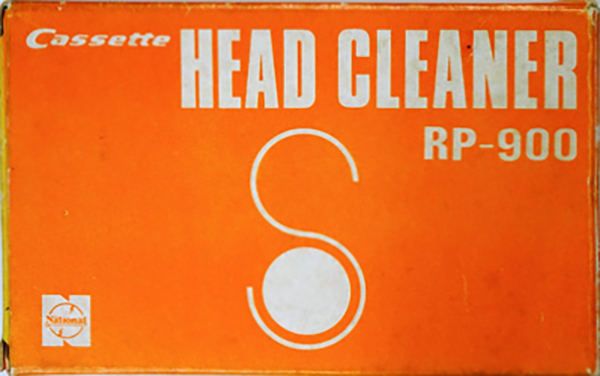 Cassette HEAD CLEANER
RP-900
National